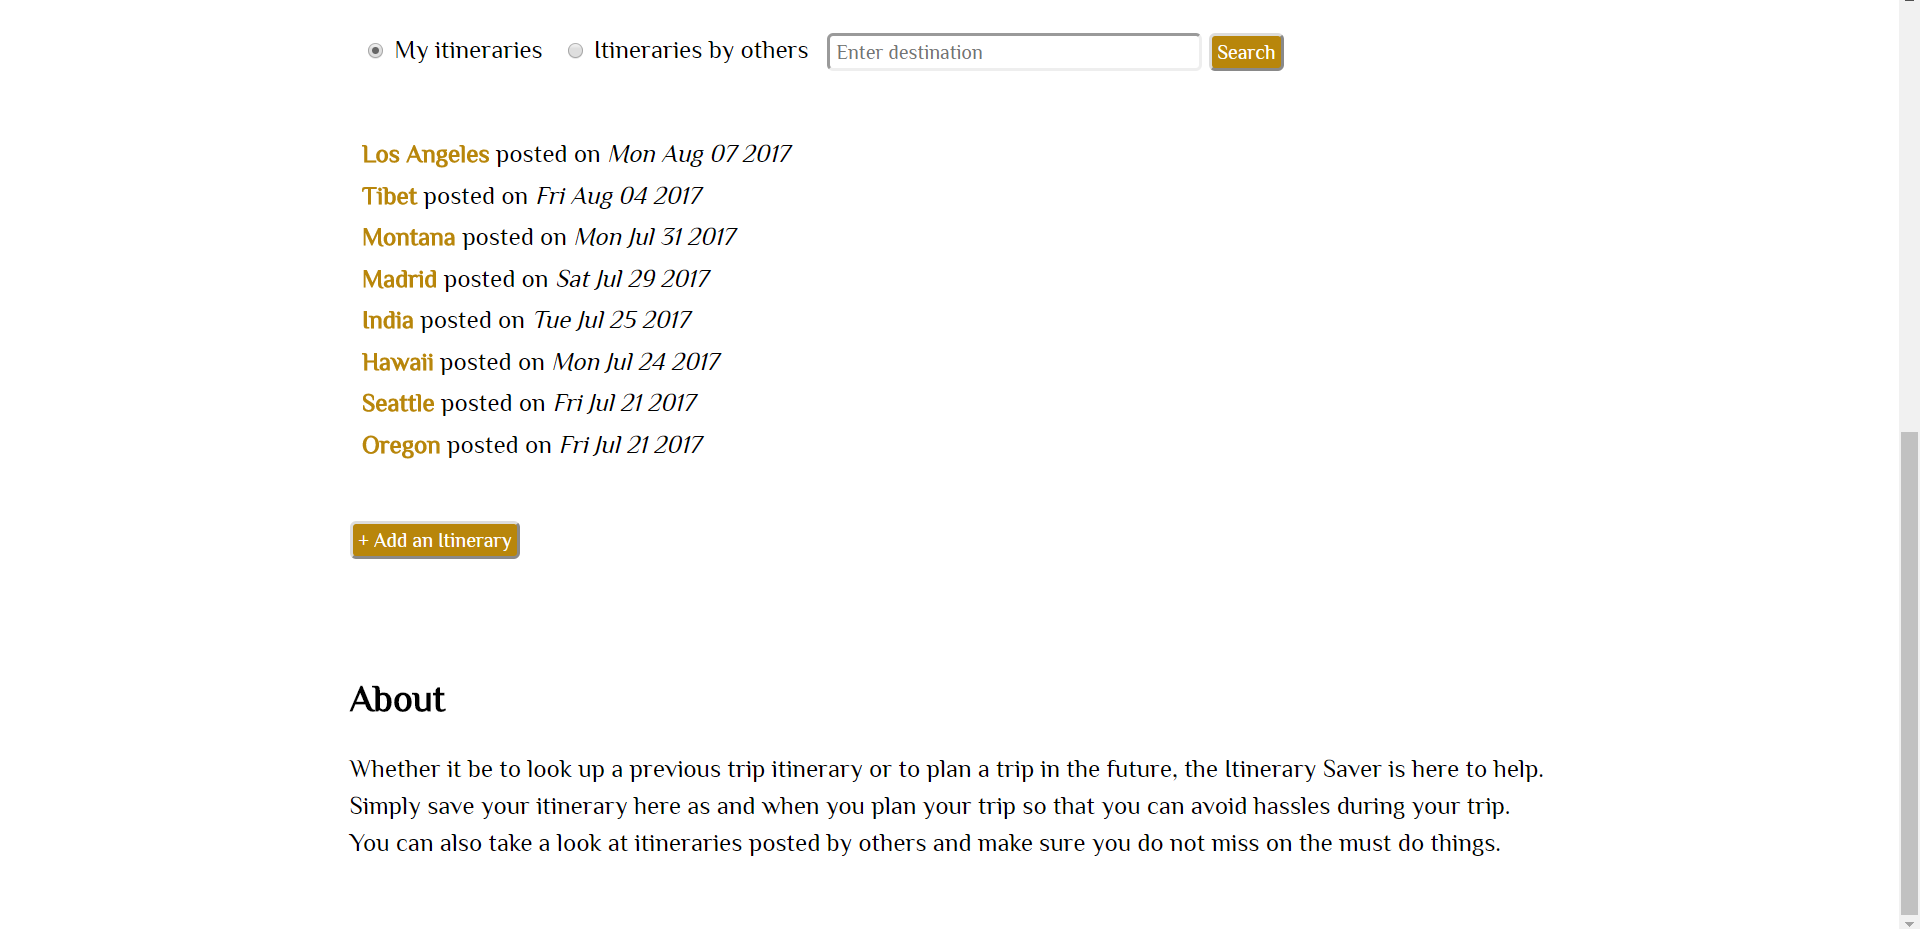 My itineraries Itineraries by others Enter destination Search
Los Angeles posted on Mon Aug 07 2017
Tibet posted on Fri Aug 04 2017
Montana posted on Mon Jul 31 2017
Madrid posted on Sat Jul 29 2017
India posted on Tue Jul 25 2017
Hawaii posted on Mon Jul 24 2017
Seattle posted on Fri Jul 21 2017
Oregon posted on Fri Jul 21 2017
+ Add an Itinerary
About
Whether it be to look up a previous trip itinerary or to plan a trip in the future, the Itinerary Saver is here to help.
Simply save your itinerary here as and when you plan your trip so that you can avoid hassles during your trip.
You can also take a look at itineraries posted by others and make sure you do not miss on the must do things.